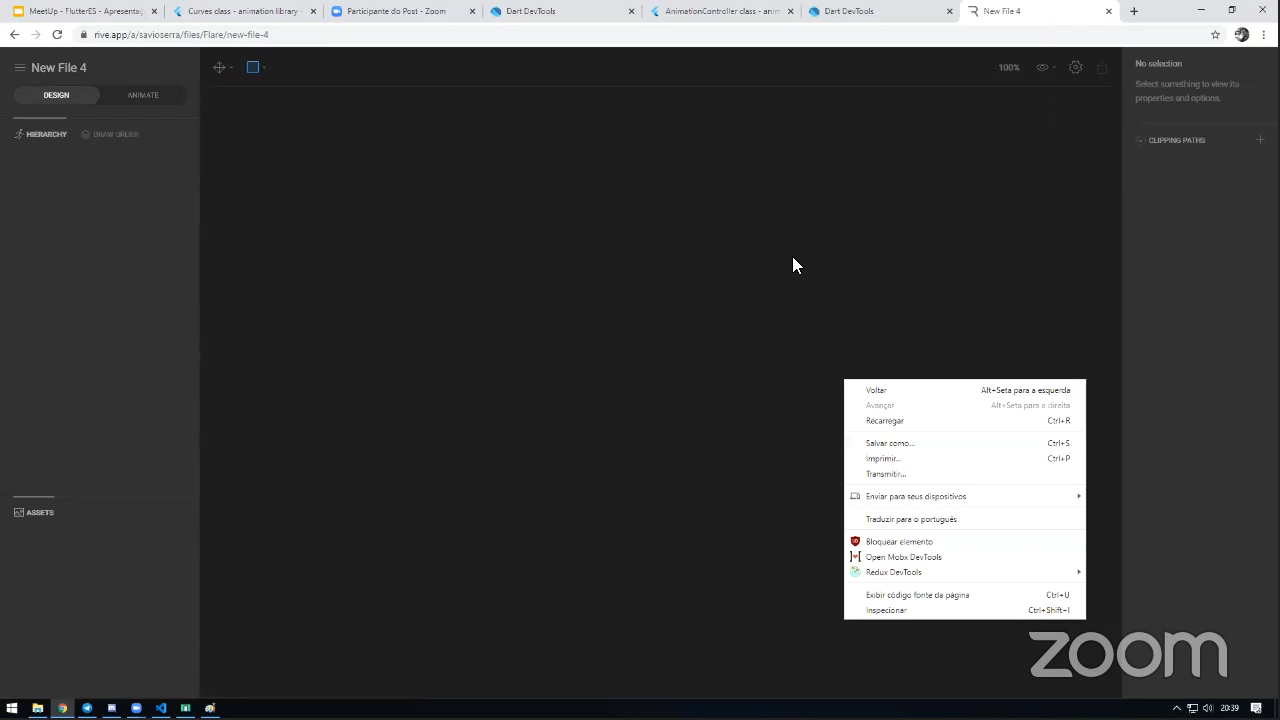 MeetUp - FlutterES - Apresenta
Curves class - animation library -
Participante do Post - Zoom
Dart DevTools
AnimationController class - anim
Dart DevTools
New File 4
rive.app/a/savioserra/files/Flare/new-file-4
New File 4
100%
No selection
Select something to view its
properties and options.
DESIGN
ANIMATE
HIERARCHY
DRAW ORDER
CLIPPING PATHS
Voltar Alt+Seta para a esquerda
Avançar Alt+Seta para a direita
Recarregar Ctrl+R
Salvar como... Ctrl+S
Imprimir... Ctrl+P
Transmitir...
Enviar para seus dispositivos
Traduzir para o português
Bloquear elemento
Open Mobx DevTools
Redux DevTools
Exibir código fonte da página Ctrl+U
Inspecionar Ctrl+Shift+I
ASSETS
zoom
20:39